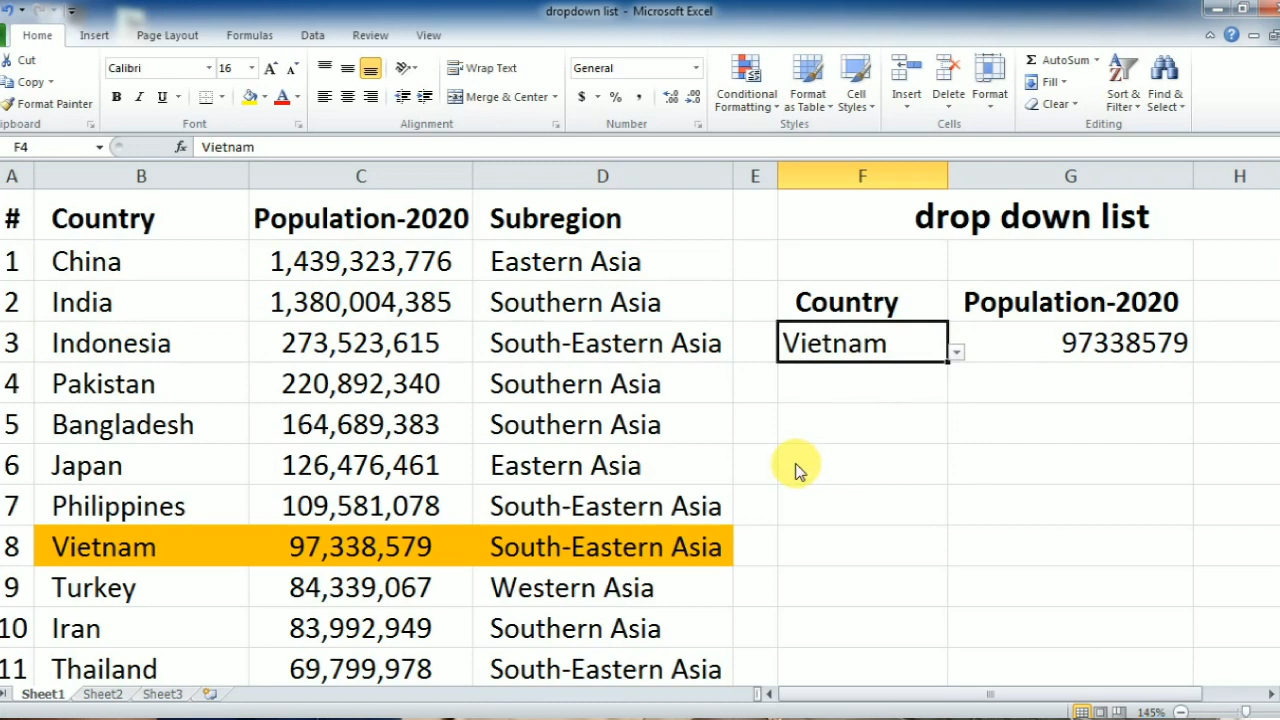 dropdown list - Microsoft Excel
Home Insert Page Layout Formulas Data Review View
Cut
Copy
Format Painter
ipboard
Calibri 16 A A
B I U A
Font
Wrap Text
Merge & Center
Alignment
General
$ % , .0 .00 .00 .0
Number
Conditional Formatting
Format as Table
Cell Styles
Styles
Insert Delete Format
Cells
Σ AutoSum
Fill
Clear
Sort & Filter
Find & Select
Editing
F4 fx Vietnam
A B C D E F G H
# Country Population-2020 Subregion drop down list
1 China 1,439,323,776 Eastern Asia
2 India 1,380,004,385 Southern Asia Country Population-2020
3 Indonesia 273,523,615 South-Eastern Asia Vietnam 97338579
4 Pakistan 220,892,340 Southern Asia
5 Bangladesh 164,689,383 Southern Asia
6 Japan 126,476,461 Eastern Asia
7 Philippines 109,581,078 South-Eastern Asia
8 Vietnam 97,338,579 South-Eastern Asia
9 Turkey 84,339,067 Western Asia
10 Iran 83,992,949 Southern Asia
11 Thailand 69,799,978 South-Eastern Asia
Sheet1 Sheet2 Sheet3
145%